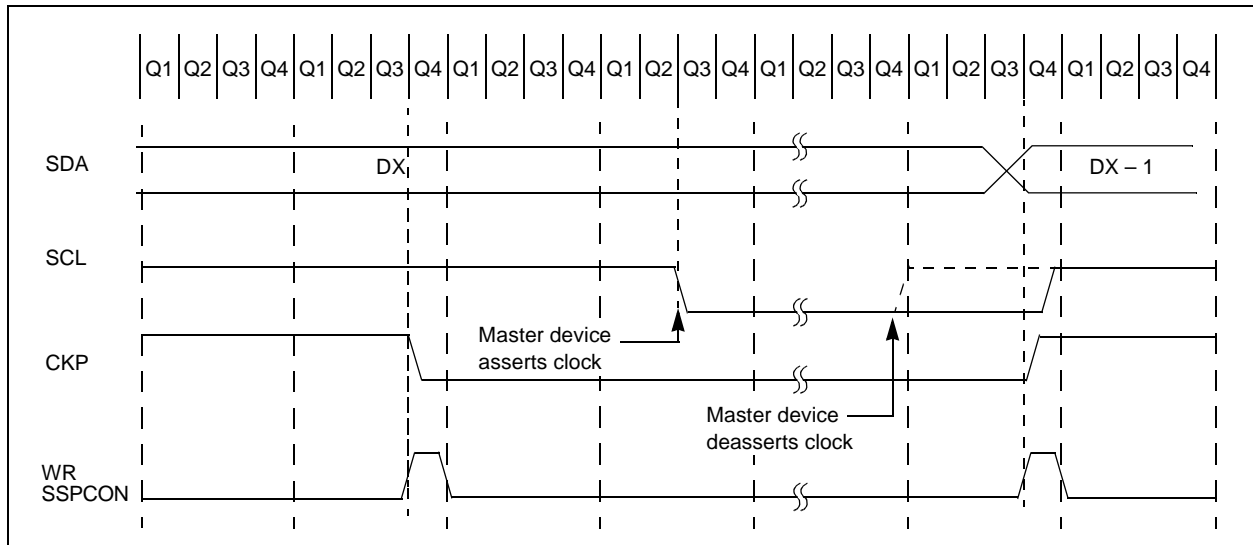 Q1 Q2 Q3 Q4 Q1 Q2 Q3 Q4 Q1 Q2 Q3 Q4 Q1 Q2 Q3 Q4 Q1 Q2 Q3 Q4 Q1 Q2 Q3 Q4 Q1 Q2 Q3 Q4
SDA
DX
DX – 1
SCL
Master device
asserts clock
CKP
Master device
deasserts clock
WR
SSPCON